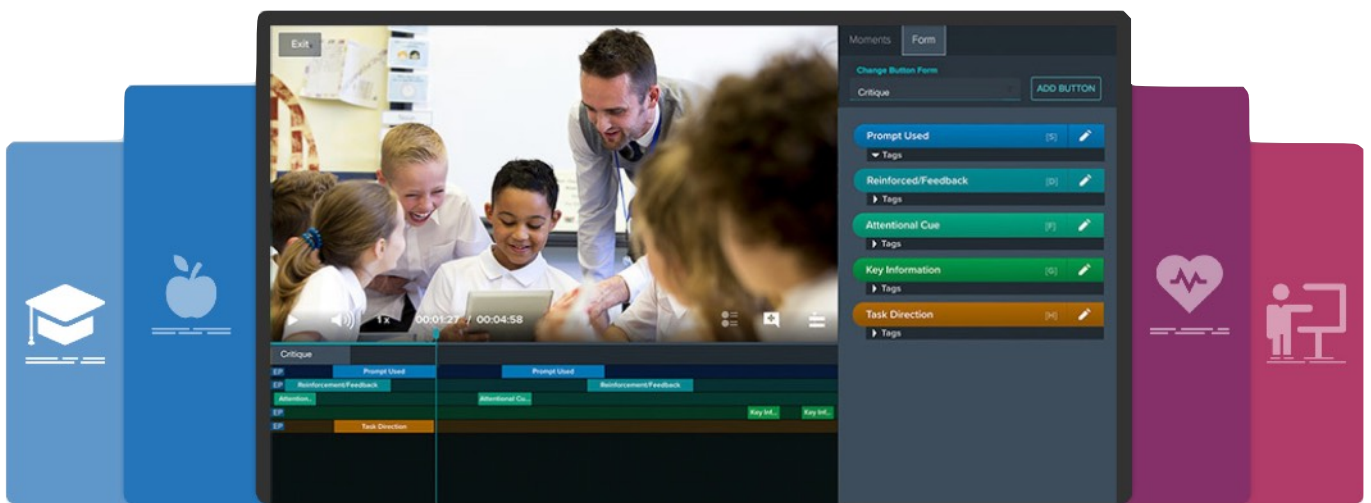 Exit
Moments Form
Change Button Form
Critique ADD BUTTON
Prompt Used [S]
Tags
Reinforced/Feedback [D]
Tags
Attentional Cue [F]
Tags
Key Information [G]
Tags
Task Direction [H]
Tags
1x 00:01:27 / 00:04:58
Critique
EP Prompt Used Prompt Used
EP Reinforcement/Feedback Reinforcement/Feedback
Attention.. Attentional Cu...
EP Key Inf... Key Inf...
EP Task Direction